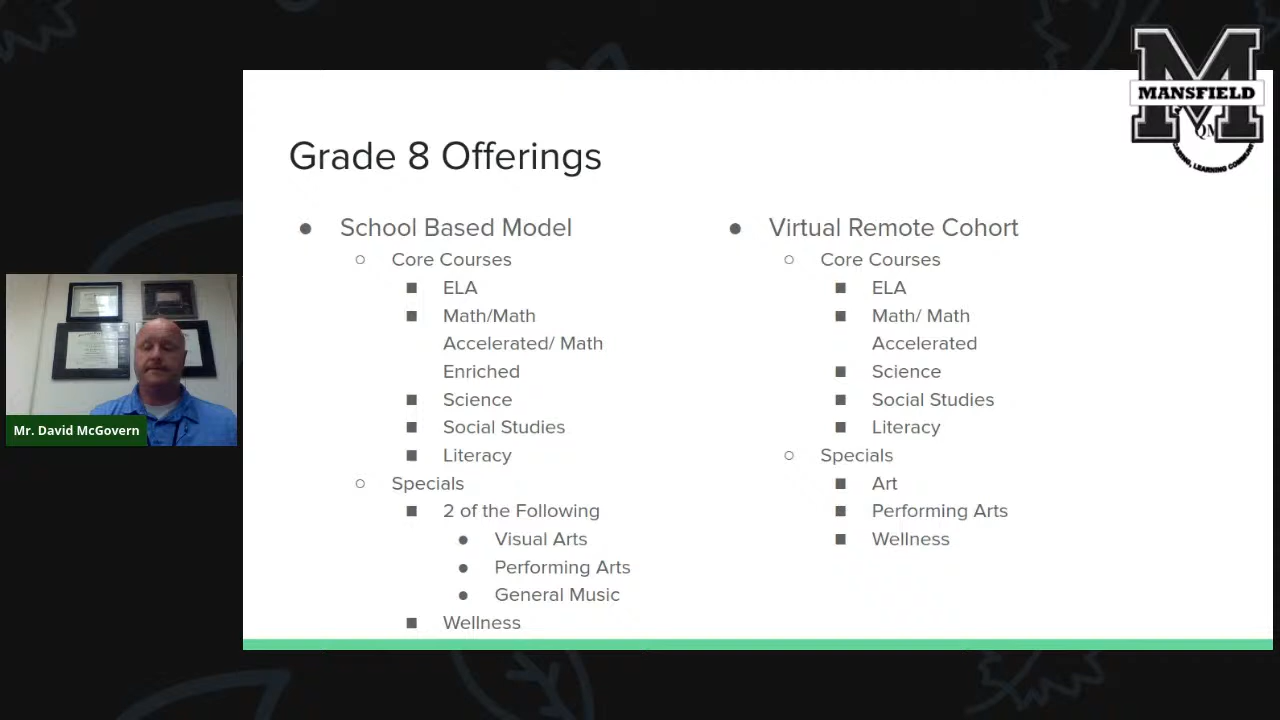 MANSFIELD
Grade 8 Offerings
School Based Model
Core Courses
ELA
Math/Math
Accelerated/ Math
Enriched
Science
Social Studies
Literacy
Specials
2 of the Following
Visual Arts
Performing Arts
General Music
Wellness
Virtual Remote Cohort
Core Courses
ELA
Math/ Math
Accelerated
Science
Social Studies
Literacy
Specials
Art
Performing Arts
Wellness
Mr. David McGovern